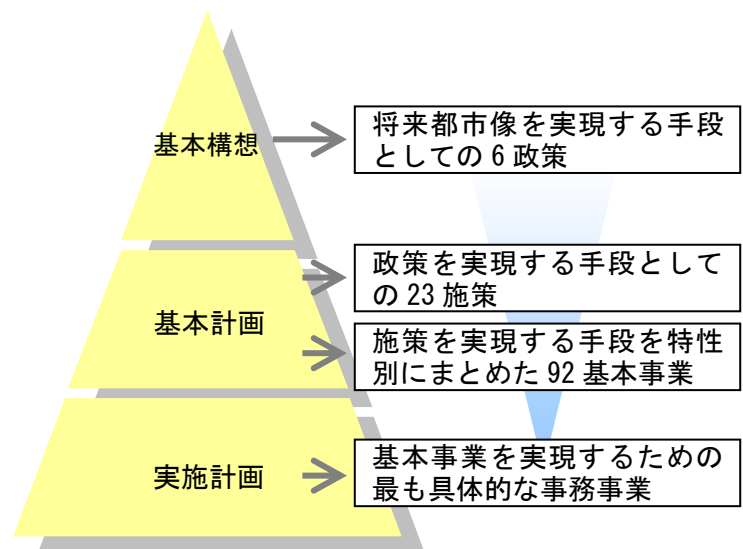 基本構想
将来都市像を実現する手段
としての6政策
基本計画
政策を実現する手段として
の23施策
施策を実現する手段を特性
別にまとめた92基本事業
実施計画
基本事業を実現するための
最も具体的な事務事業